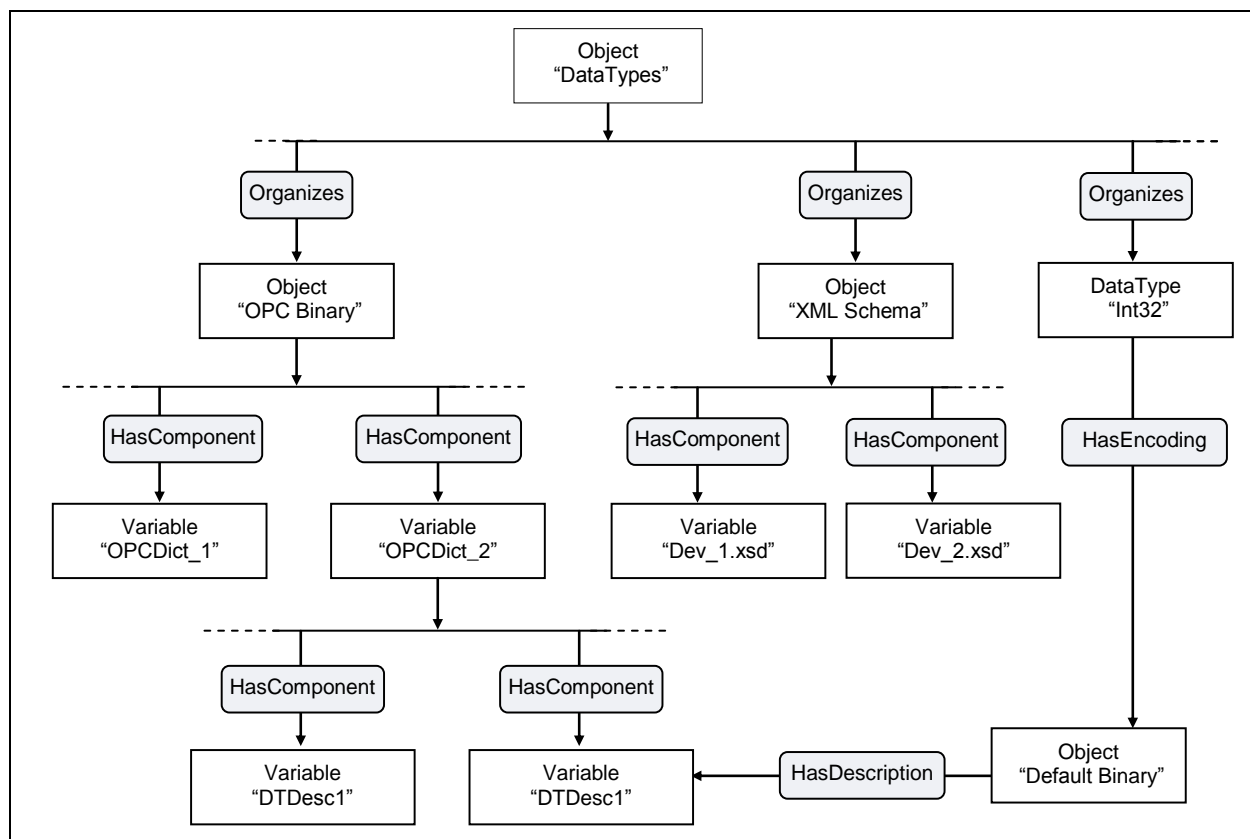 Object
“DataTypes”
Organizes
Organizes
Organizes
Object
“OPC Binary”
Object
“XML Schema”
DataType
“Int32”
HasComponent
HasComponent
HasComponent
HasComponent
HasEncoding
Variable
“OPCDict_1”
Variable
“OPCDict_2”
Variable
“Dev_1.xsd”
Variable
“Dev_2.xsd”
HasComponent
HasComponent
Variable
“DTDesc1”
Variable
“DTDesc1”
HasDescription
Object
“Default Binary”